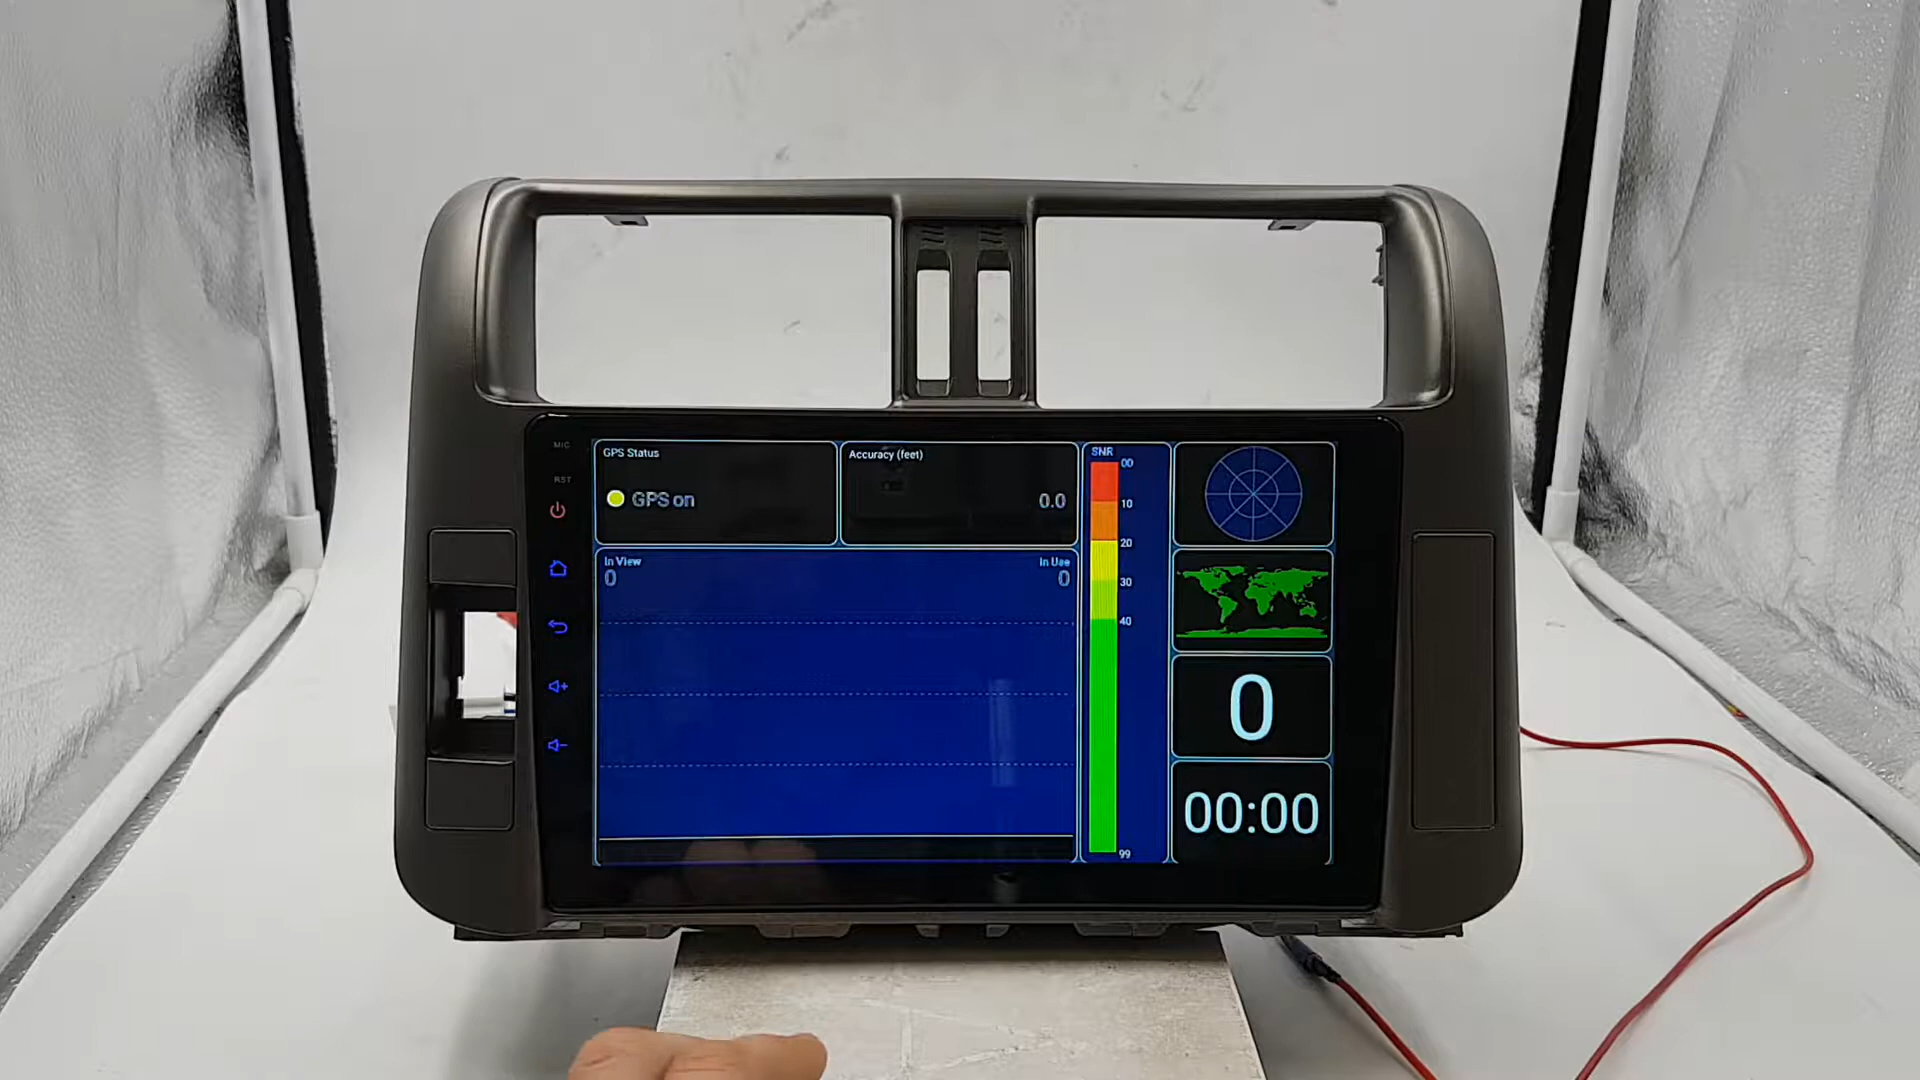 MIC
RST
GPS Status
GPS on
Accuracy (feet)
0.0
In View
0
In Use
0
SNR
00
10
20
30
40
99
0
00:00